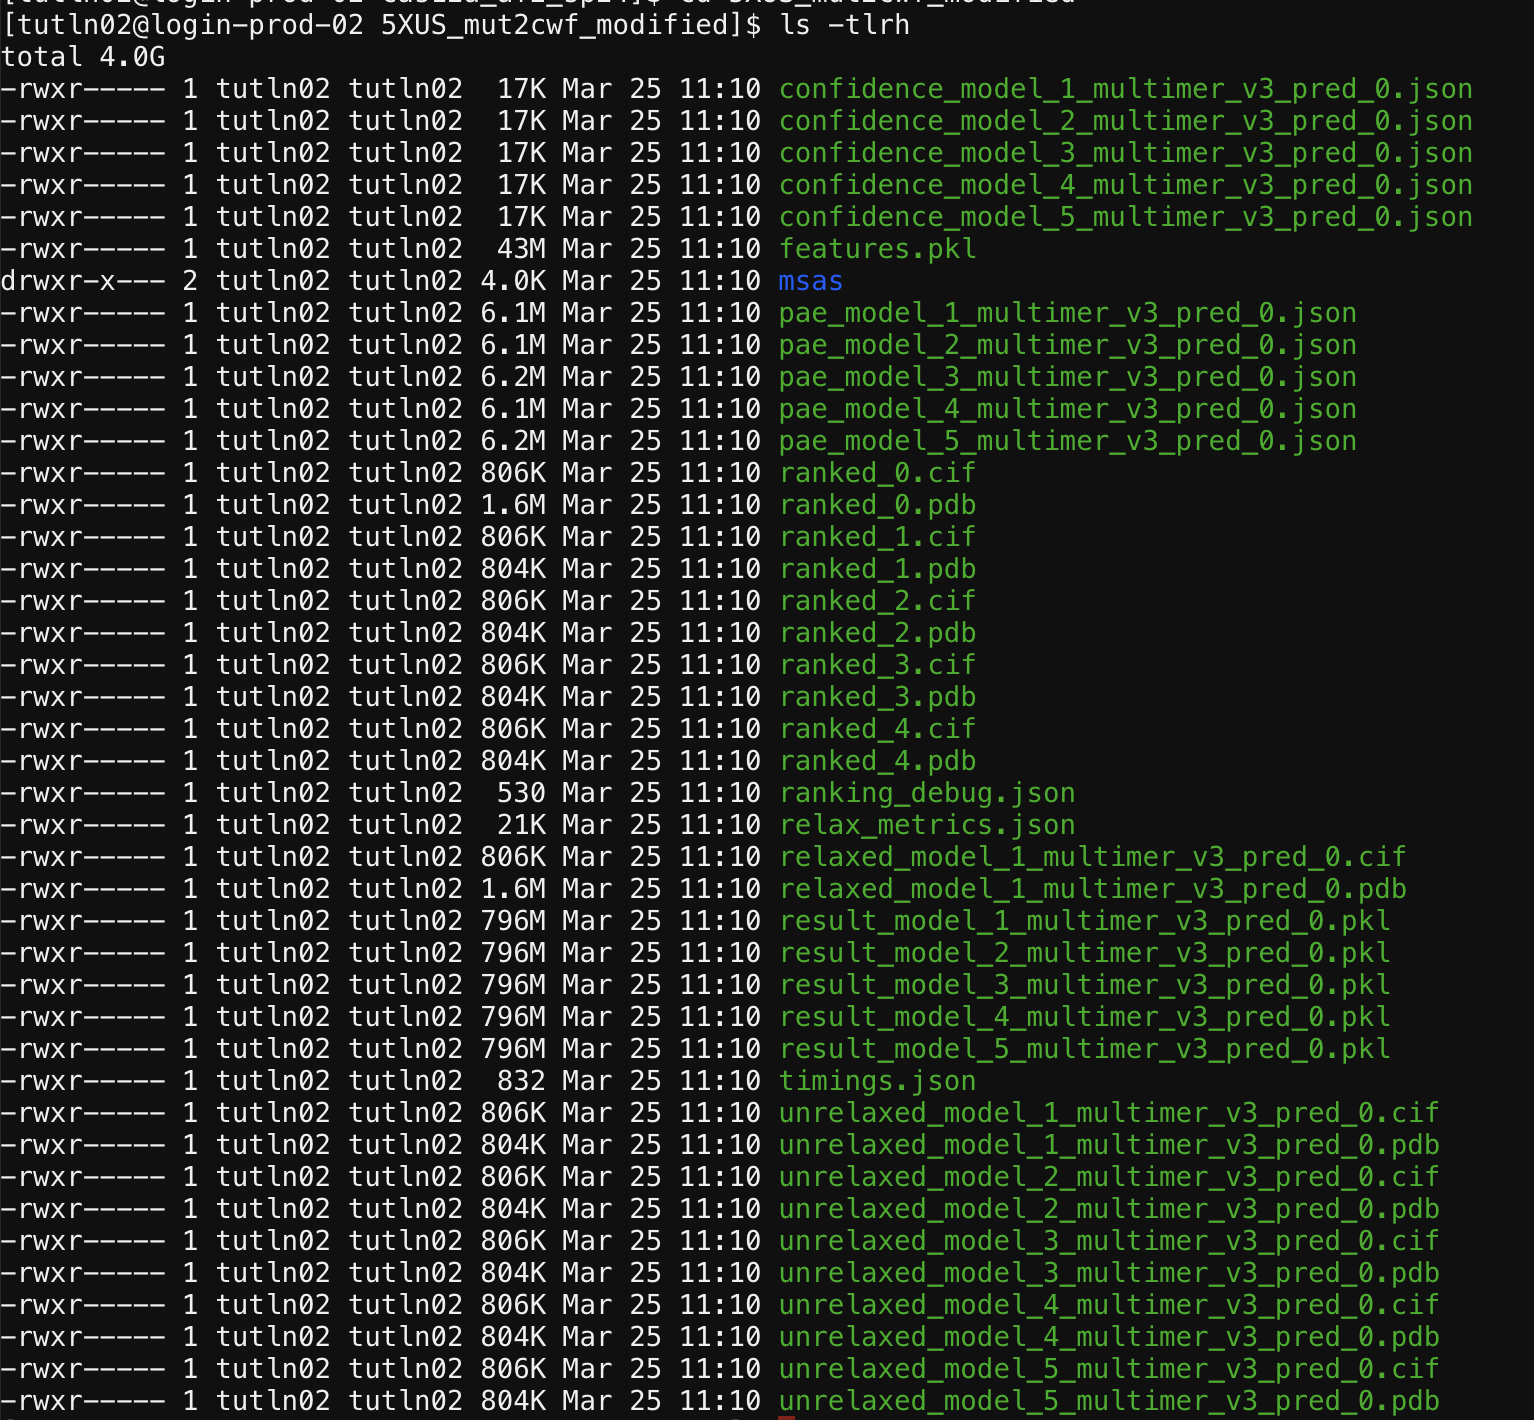 [tutln02@login-prod-02 5XUS_mut2cwf_modified]$ ls -tlrh
total 4.0G
-rwxr----- 1 tutln02 tutln02  17K Mar 25 11:10 confidence_model_1_multimer_v3_pred_0.json
-rwxr----- 1 tutln02 tutln02  17K Mar 25 11:10 confidence_model_2_multimer_v3_pred_0.json
-rwxr----- 1 tutln02 tutln02  17K Mar 25 11:10 confidence_model_3_multimer_v3_pred_0.json
-rwxr----- 1 tutln02 tutln02  17K Mar 25 11:10 confidence_model_4_multimer_v3_pred_0.json
-rwxr----- 1 tutln02 tutln02  17K Mar 25 11:10 confidence_model_5_multimer_v3_pred_0.json
-rwxr----- 1 tutln02 tutln02  43M Mar 25 11:10 features.pkl
drwxr-x--- 2 tutln02 tutln02 4.0K Mar 25 11:10 msas
-rwxr----- 1 tutln02 tutln02 6.1M Mar 25 11:10 pae_model_1_multimer_v3_pred_0.json
-rwxr----- 1 tutln02 tutln02 6.1M Mar 25 11:10 pae_model_2_multimer_v3_pred_0.json
-rwxr----- 1 tutln02 tutln02 6.2M Mar 25 11:10 pae_model_3_multimer_v3_pred_0.json
-rwxr----- 1 tutln02 tutln02 6.1M Mar 25 11:10 pae_model_4_multimer_v3_pred_0.json
-rwxr----- 1 tutln02 tutln02 6.2M Mar 25 11:10 pae_model_5_multimer_v3_pred_0.json
-rwxr----- 1 tutln02 tutln02 806K Mar 25 11:10 ranked_0.cif
-rwxr----- 1 tutln02 tutln02 1.6M Mar 25 11:10 ranked_0.pdb
-rwxr----- 1 tutln02 tutln02 806K Mar 25 11:10 ranked_1.cif
-rwxr----- 1 tutln02 tutln02 804K Mar 25 11:10 ranked_1.pdb
-rwxr----- 1 tutln02 tutln02 806K Mar 25 11:10 ranked_2.cif
-rwxr----- 1 tutln02 tutln02 804K Mar 25 11:10 ranked_2.pdb
-rwxr----- 1 tutln02 tutln02 806K Mar 25 11:10 ranked_3.cif
-rwxr----- 1 tutln02 tutln02 804K Mar 25 11:10 ranked_3.pdb
-rwxr----- 1 tutln02 tutln02 806K Mar 25 11:10 ranked_4.cif
-rwxr----- 1 tutln02 tutln02 804K Mar 25 11:10 ranked_4.pdb
-rwxr----- 1 tutln02 tutln02  530 Mar 25 11:10 ranking_debug.json
-rwxr----- 1 tutln02 tutln02  21K Mar 25 11:10 relax_metrics.json
-rwxr----- 1 tutln02 tutln02 806K Mar 25 11:10 relaxed_model_1_multimer_v3_pred_0.cif
-rwxr----- 1 tutln02 tutln02 1.6M Mar 25 11:10 relaxed_model_1_multimer_v3_pred_0.pdb
-rwxr----- 1 tutln02 tutln02 796M Mar 25 11:10 result_model_1_multimer_v3_pred_0.pkl
-rwxr----- 1 tutln02 tutln02 796M Mar 25 11:10 result_model_2_multimer_v3_pred_0.pkl
-rwxr----- 1 tutln02 tutln02 796M Mar 25 11:10 result_model_3_multimer_v3_pred_0.pkl
-rwxr----- 1 tutln02 tutln02 796M Mar 25 11:10 result_model_4_multimer_v3_pred_0.pkl
-rwxr----- 1 tutln02 tutln02 796M Mar 25 11:10 result_model_5_multimer_v3_pred_0.pkl
-rwxr----- 1 tutln02 tutln02  832 Mar 25 11:10 timings.json
-rwxr----- 1 tutln02 tutln02 806K Mar 25 11:10 unrelaxed_model_1_multimer_v3_pred_0.cif
-rwxr----- 1 tutln02 tutln02 804K Mar 25 11:10 unrelaxed_model_1_multimer_v3_pred_0.pdb
-rwxr----- 1 tutln02 tutln02 806K Mar 25 11:10 unrelaxed_model_2_multimer_v3_pred_0.cif
-rwxr----- 1 tutln02 tutln02 804K Mar 25 11:10 unrelaxed_model_2_multimer_v3_pred_0.pdb
-rwxr----- 1 tutln02 tutln02 806K Mar 25 11:10 unrelaxed_model_3_multimer_v3_pred_0.cif
-rwxr----- 1 tutln02 tutln02 804K Mar 25 11:10 unrelaxed_model_3_multimer_v3_pred_0.pdb
-rwxr----- 1 tutln02 tutln02 806K Mar 25 11:10 unrelaxed_model_4_multimer_v3_pred_0.cif
-rwxr----- 1 tutln02 tutln02 804K Mar 25 11:10 unrelaxed_model_4_multimer_v3_pred_0.pdb
-rwxr----- 1 tutln02 tutln02 806K Mar 25 11:10 unrelaxed_model_5_multimer_v3_pred_0.cif
-rwxr----- 1 tutln02 tutln02 804K Mar 25 11:10 unrelaxed_model_5_multimer_v3_pred_0.pdb